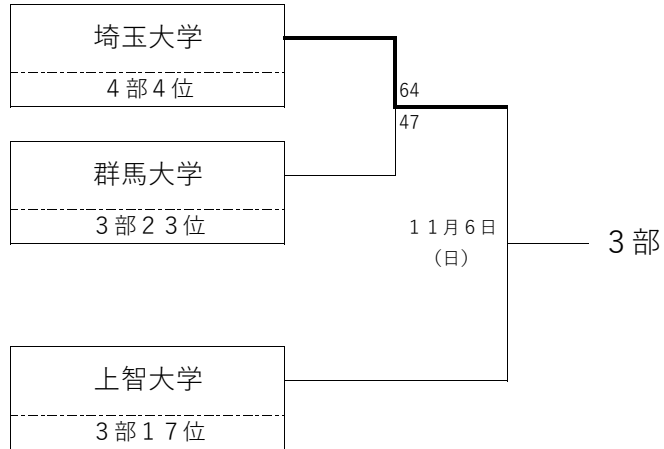 埼玉大学
４部４位
64
47
群馬大学
３部２３位
１１月６日
（日）
３部
上智大学
３部１７位